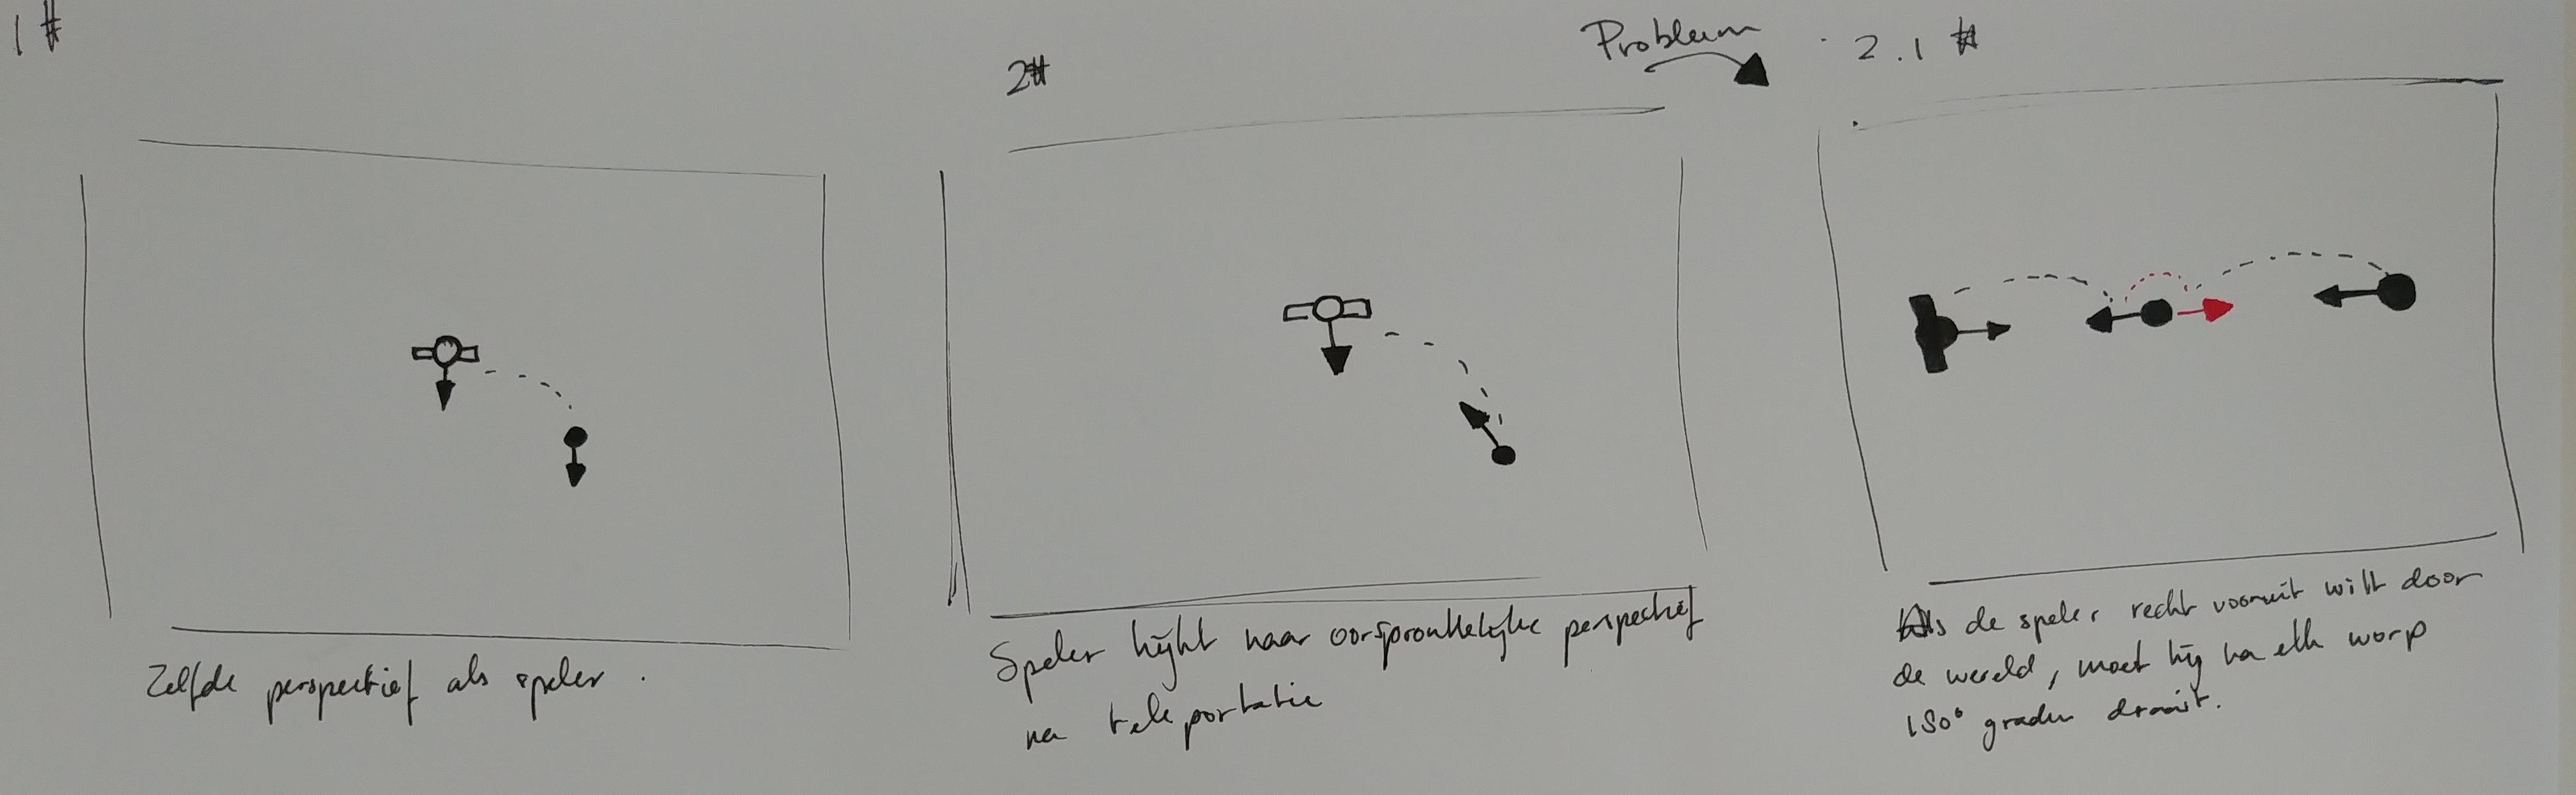 1#
2#
Probleem
2.1 #
Zelfde perspectief als speler.
Speler kijkt naar oorspronkelijke perspectief
na teleportatie
Als de speler recht vooruit wilt door
de wereld, moet hij na elk worp
180° graden draait.